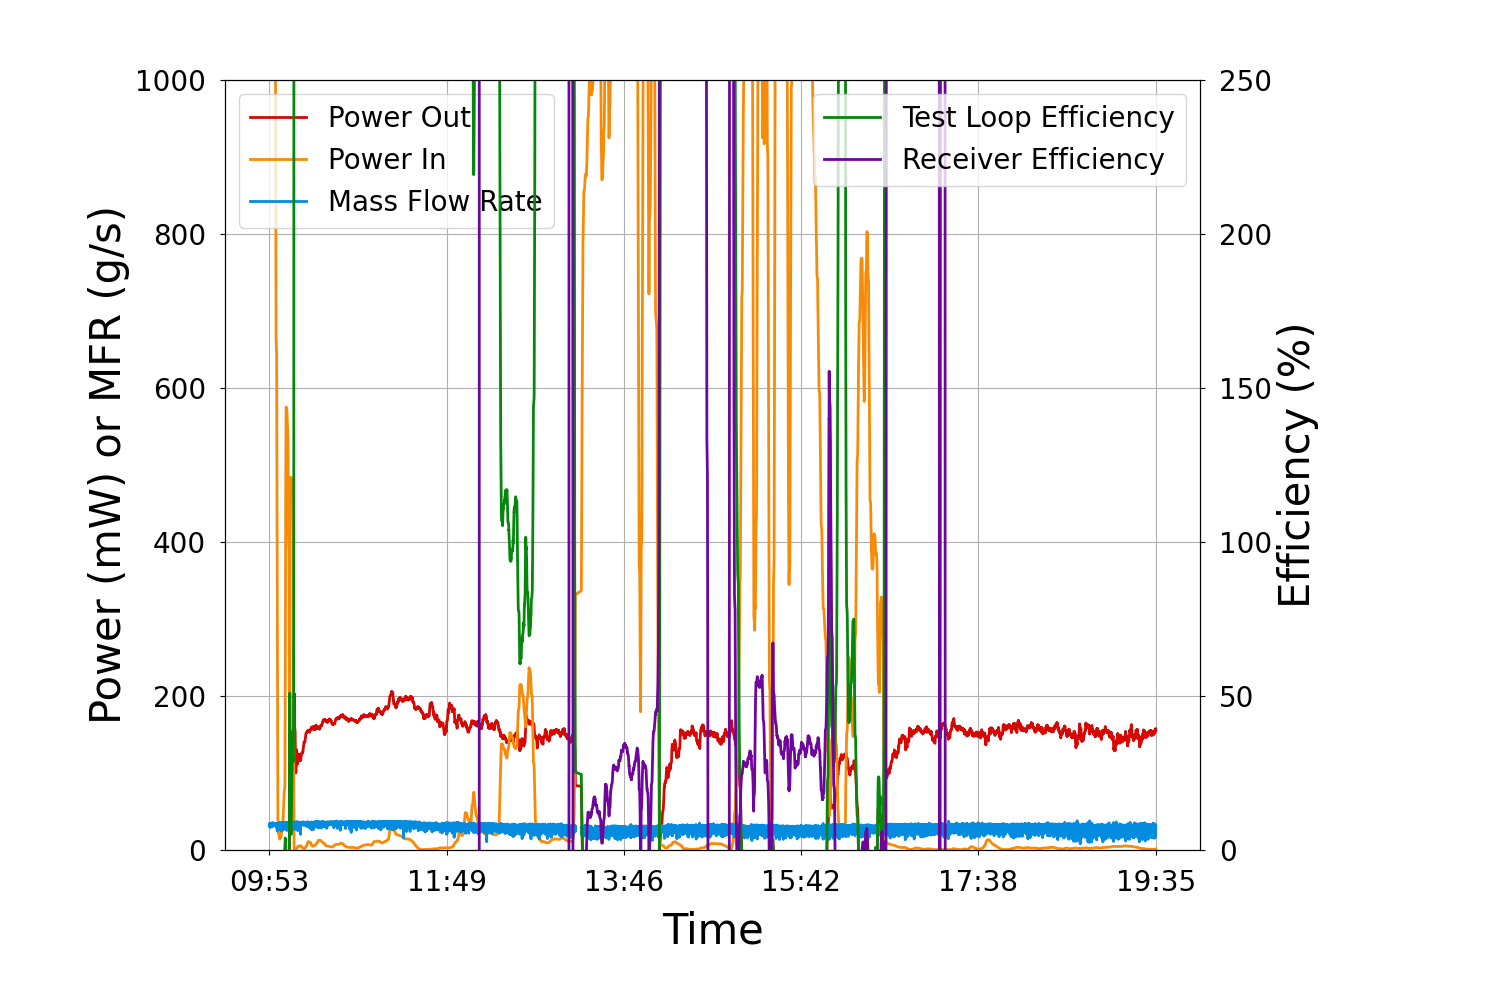 1000
800
600
400
200
0
250
200
150
100
50
0
Power (mW) or MFR (g/s)
Efficiency (%)
Power Out
Power In
Mass Flow Rate
Test Loop Efficiency
Receiver Efficiency
09:53 11:49 13:46 15:42 17:38 19:35
Time